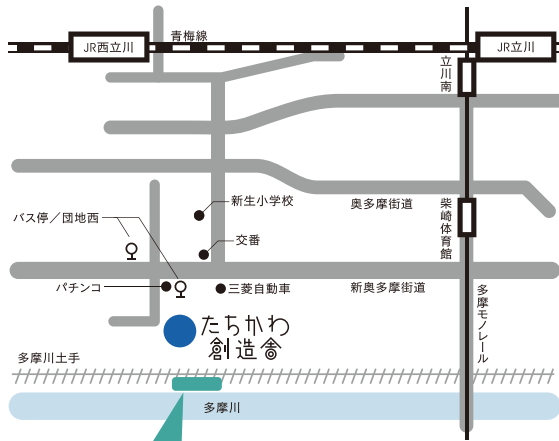 青梅線
JR西立川
JR立川
立川南
新生小学校
奥多摩街道
柴崎体育館
バス停／団地西
交番
パチンコ
三菱自動車
新奥多摩街道
多摩モノレール
たちかわ
創造舎
多摩川土手
多摩川